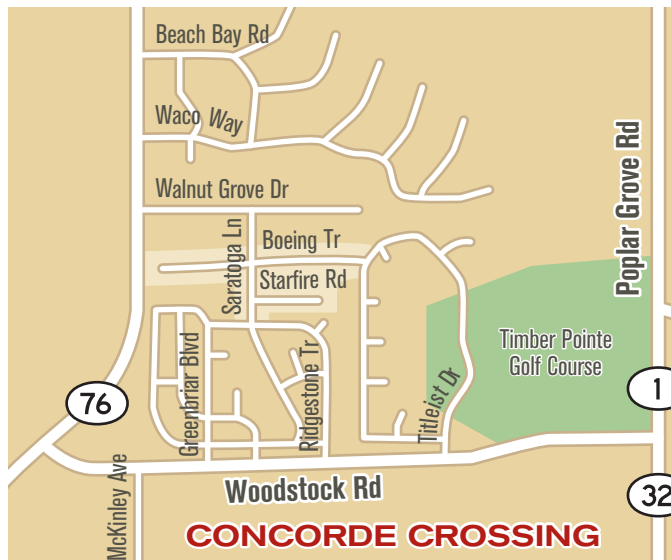 Beach Bay Rd
Waco Way
Walnut Grove Dr
Saratoga Ln
Boeing Tr
Starfire Rd
Poplar Grove Rd
Timber Pointe
Golf Course
Greenbriar Blvd
Ridgestone Tr
Titleist Dr
76
1
McKinley Ave
Woodstock Rd
32
CONCORDE CROSSING